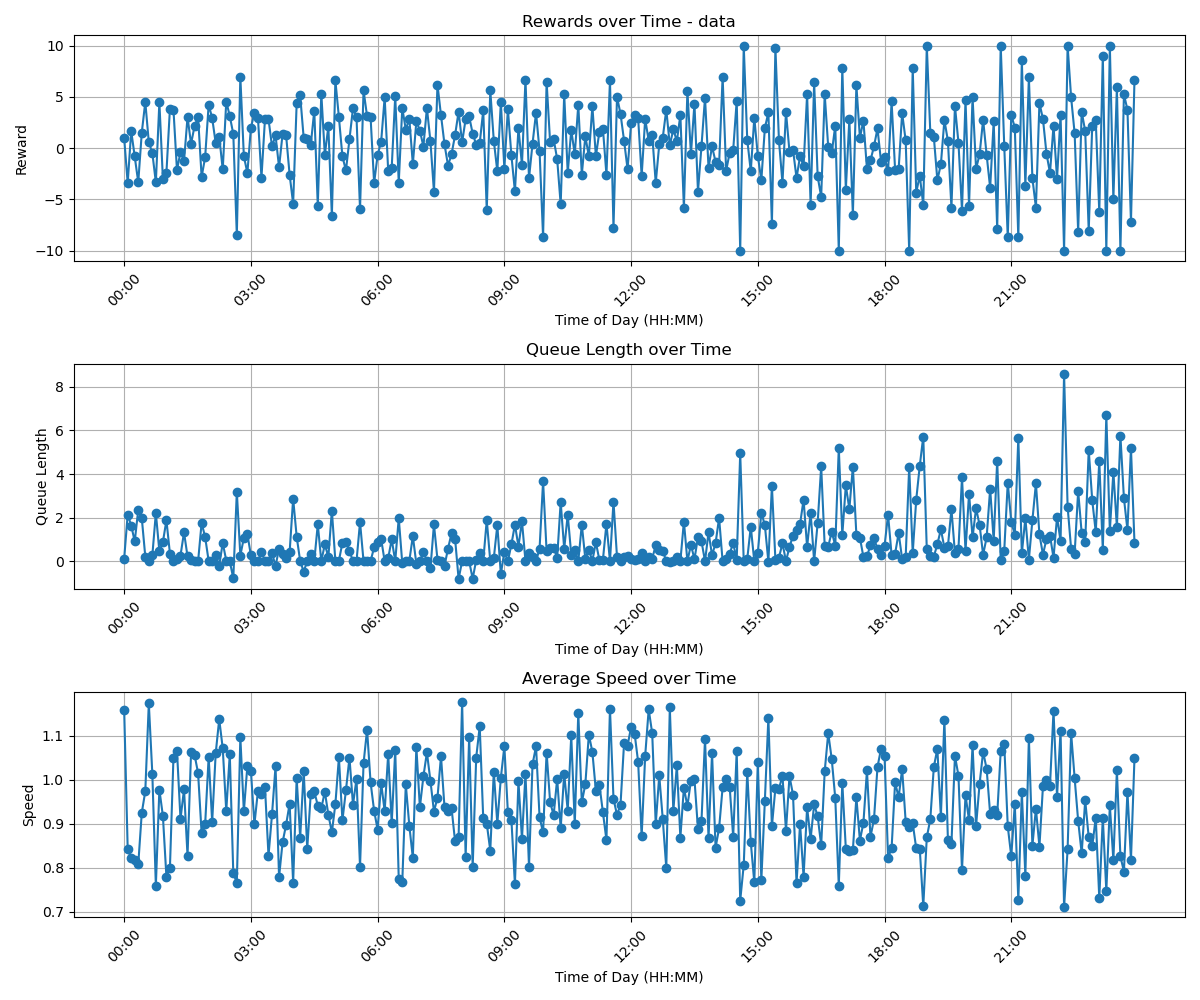 Rewards over Time - data
Reward
10
5
0
−5
−10
00:00 03:00 06:00 09:00 12:00 15:00 18:00 21:00
Time of Day (HH:MM)
Queue Length over Time
Queue Length
8
6
4
2
0
00:00 03:00 06:00 09:00 12:00 15:00 18:00 21:00
Time of Day (HH:MM)
Average Speed over Time
Speed
1.1
1.0
0.9
0.8
0.7
00:00 03:00 06:00 09:00 12:00 15:00 18:00 21:00
Time of Day (HH:MM)